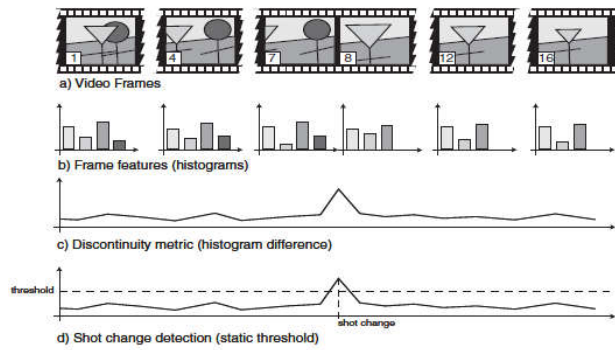 1 4 7 8 12 16
a) Video Frames
b) Frame features (histograms)
c) Discontinuity metric (histogram difference)
threshold
shot change
d) Shot change detection (static threshold)